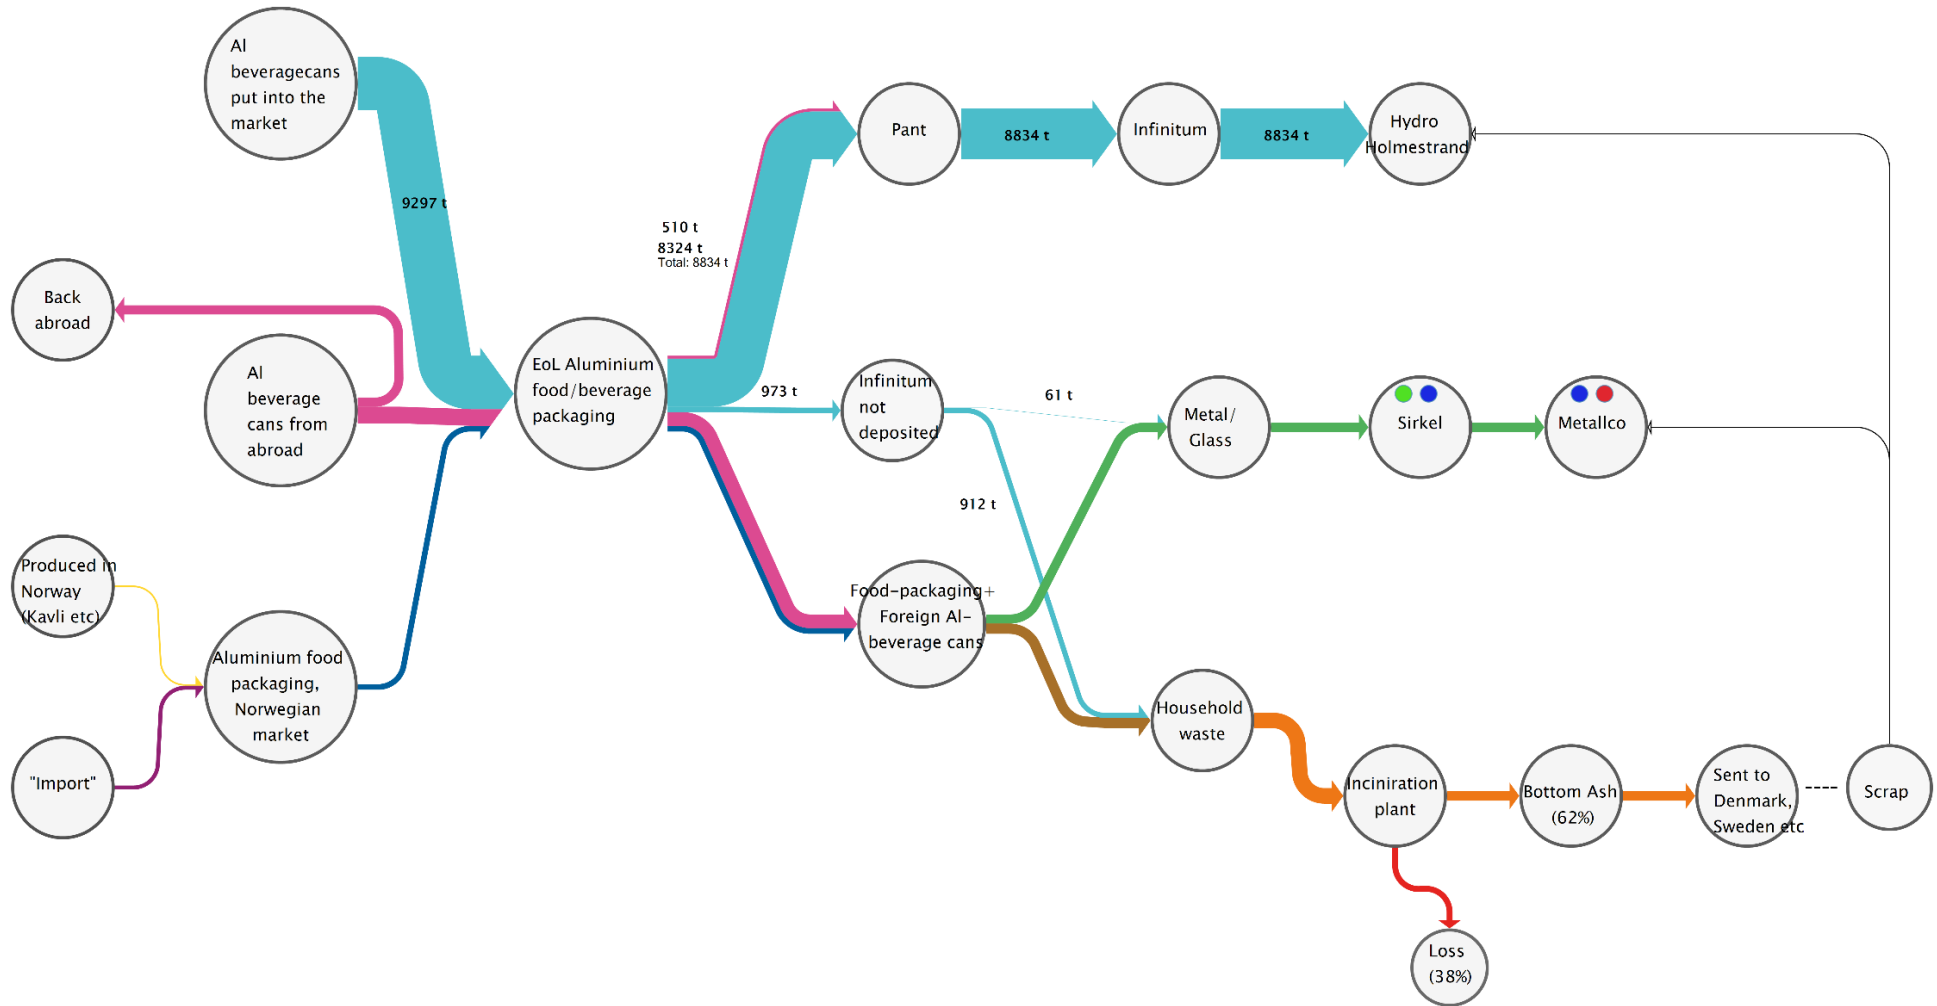 Al
beveragecans
put into the
market
9297 t
Back
abroad
Al
beverage
cans from
abroad
Produced in
Norway
(Kavli etc)
"Import"
Aluminium food
packaging,
Norwegian
market
EoL Aluminium
food/beverage
packaging
510 t
8324 t
Total: 8834 t
Pant
8834 t
Infinitum
8834 t
Hydro
Holmestrand
973 t
Infinitum
not
deposited
61 t
912 t
Metal/
Glass
Sirkel
Metallco
Food-packaging+
Foreign Al-
beverage cans
Household
waste
Inciniration
plant
Bottom Ash
(62%)
Sent to
Denmark,
Sweden etc
Scrap
Loss
(38%)